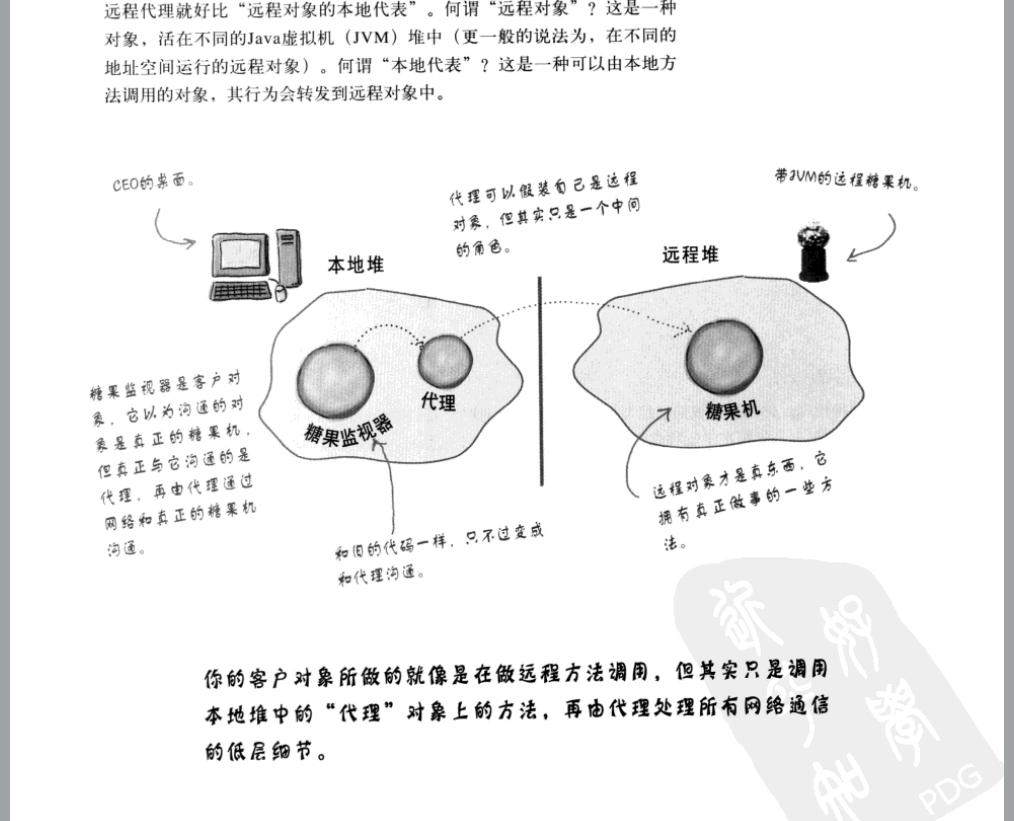 远程代理就好比“远程对象的本地代表”。何谓“远程对象”？这是一种
对象，活在不同的Java虚拟机（JVM）堆中（更一般的说法为，在不同的
地址空间运行的远程对象）。何谓“本地代表”？这是一种可以由本地方
法调用的对象，其行为会转发到远程对象中。
CEO的桌面。
代理可以假装自己是远程
对象，但其实只是一个中间
的角色。
带JVM的远程糖果机。
本地堆
远程堆
代理
糖果监视器
糖果机
糖果监视器是客户对
象，它以为沟通的对
象是真正的糖果机，
但真正与它沟通的是
代理，再由代理通过
网络和真正的糖果机
沟通。
和旧的代码一样，只不过变成
和代理沟通。
远程对象才是真东西，它
拥有真正做事的一些方
法。
你的客户对象所做的就像是在做远程方法调用，但其实只是调用
本地堆中的“代理”对象上的方法，再由代理处理所有网络通信
的低层细节。
PDG